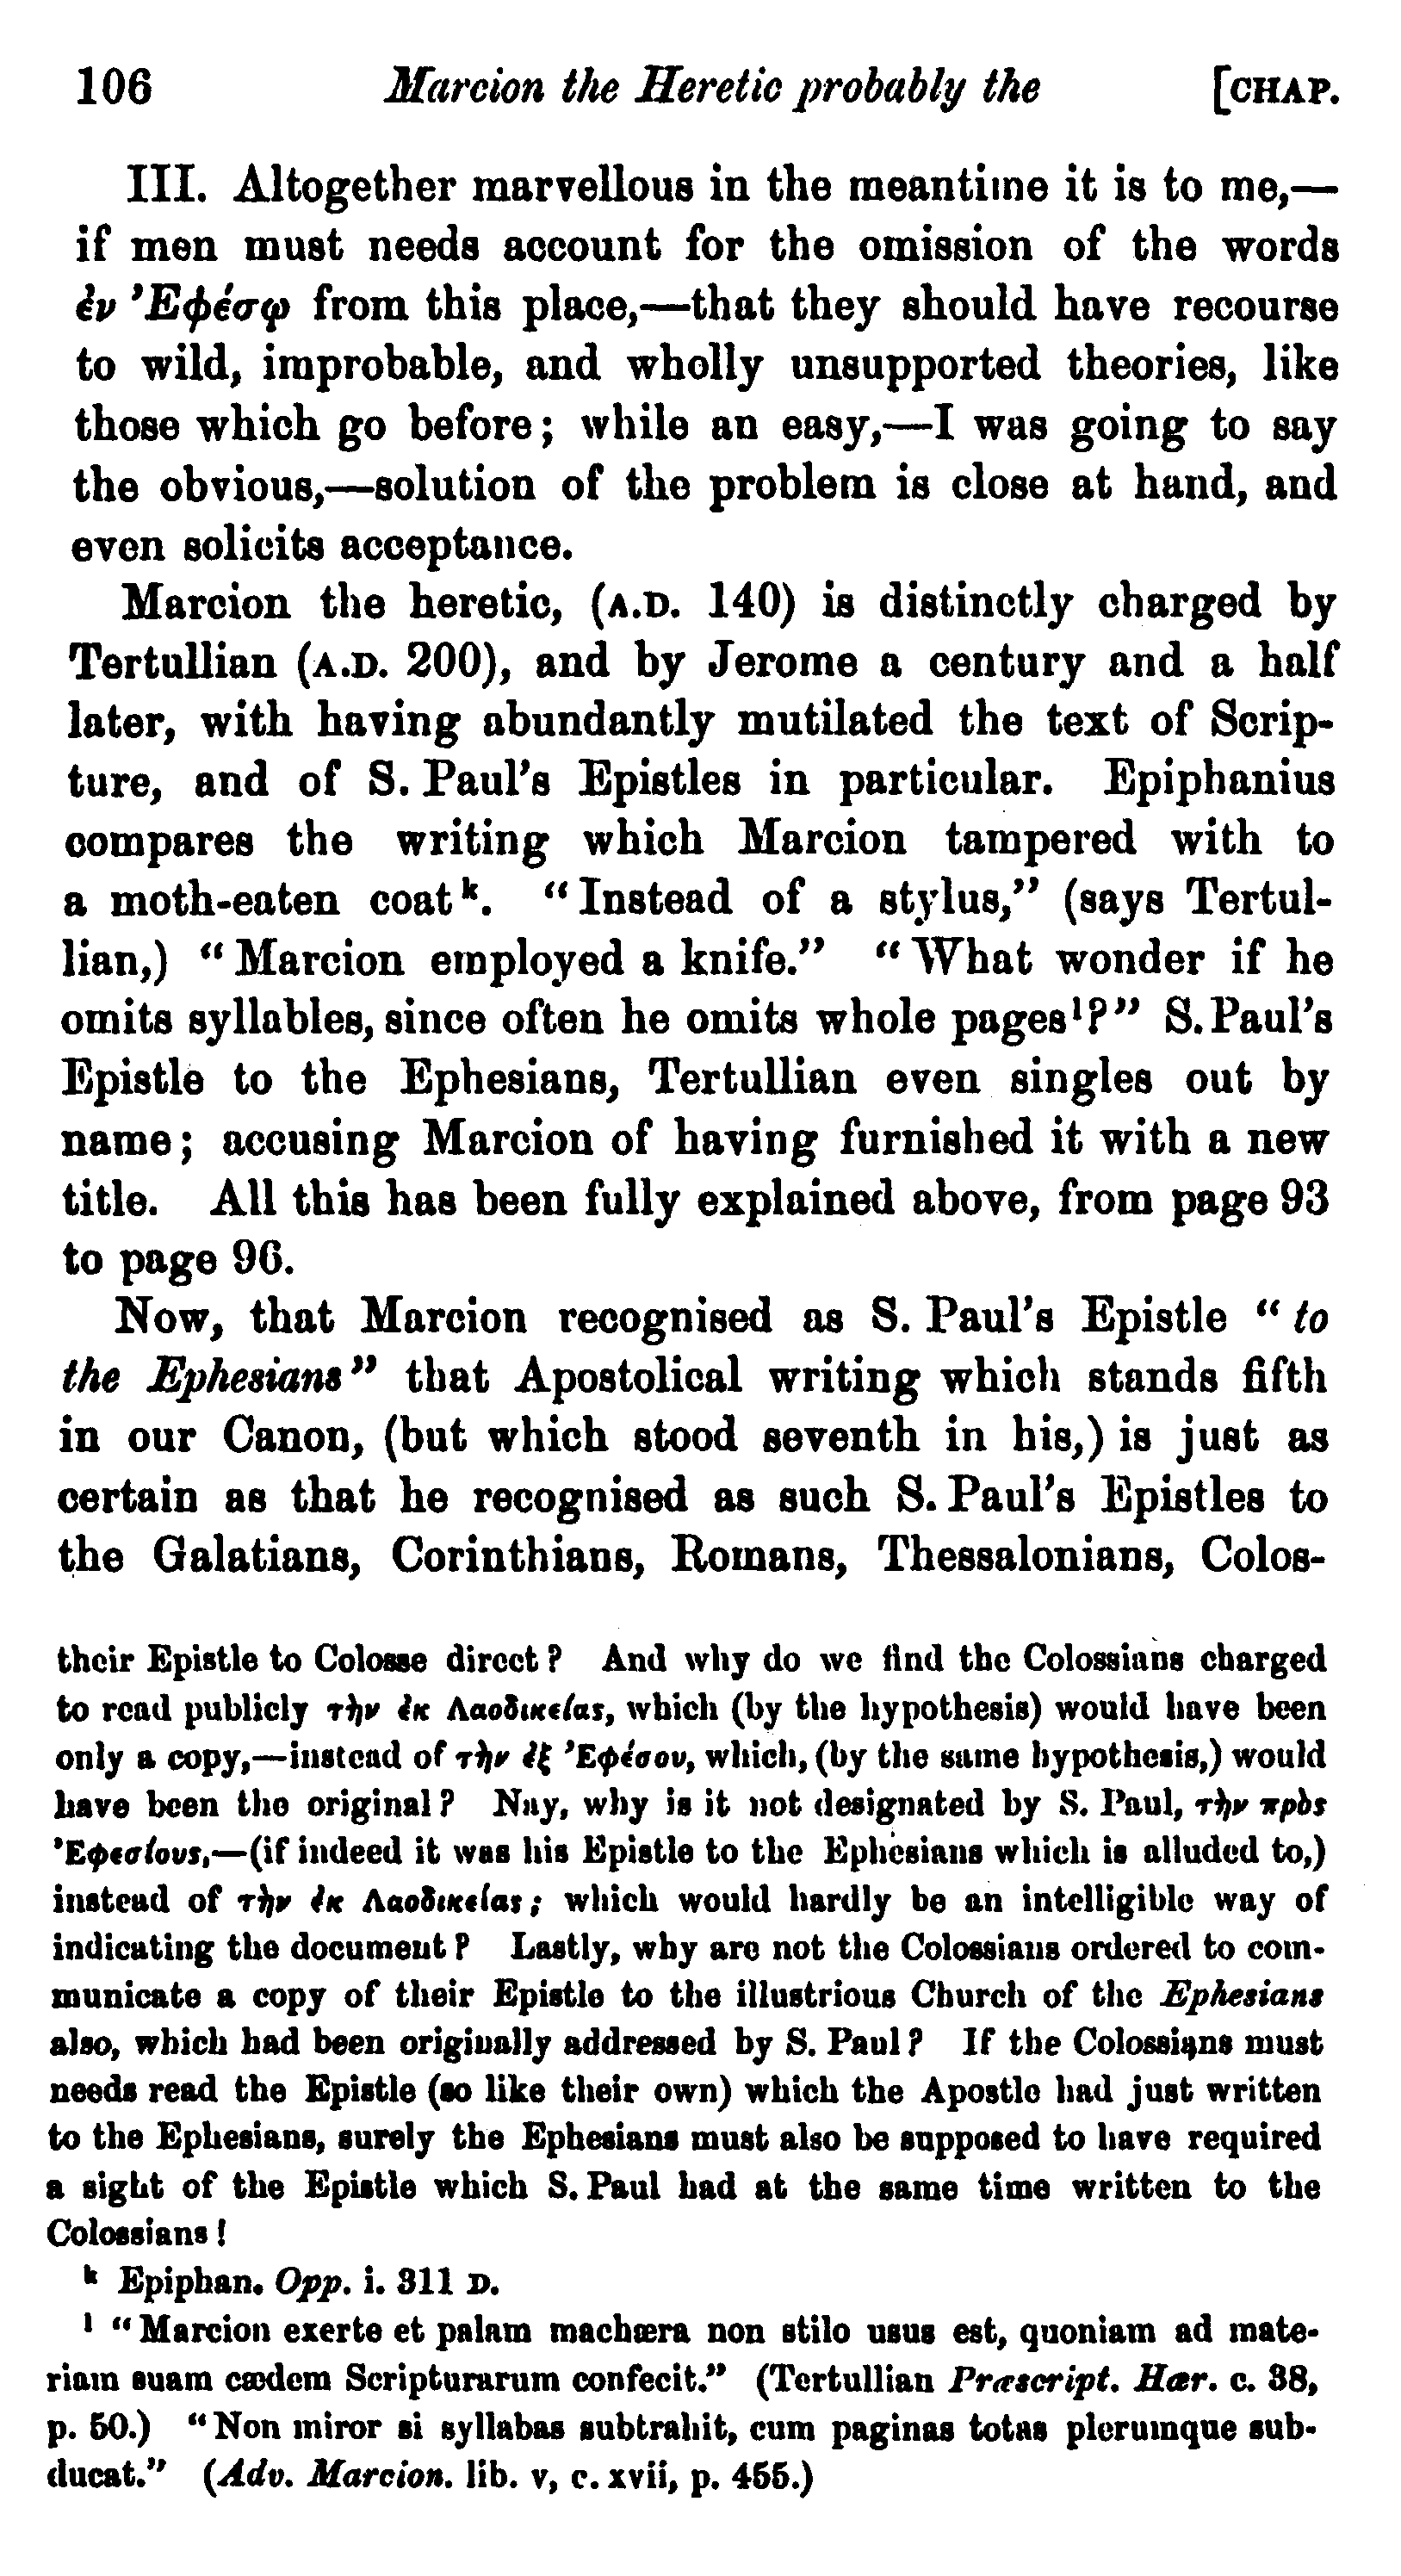 106 Marcion the Heretic probably the [CHAP.
III. Altogether marvellous in the meantime it is to me,—
if men must needs account for the omission of the words
ἐν Ἐφέσῳ from this place,—that they should have recourse
to wild, improbable, and wholly unsupported theories, like
those which go before; while an easy,—I was going to say
the obvious,—solution of the problem is close at hand, and
even solicits acceptance.
Marcion the heretic, (A.D. 140) is distinctly charged by
Tertullian (A.D. 200), and by Jerome a century and a half
later, with having abundantly mutilated the text of Scrip-
ture, and of S. Paul's Epistles in particular. Epiphanius
compares the writing which Marcion tampered with to
a moth-eaten coat k. "Instead of a stylus," (says Tertul-
lian,) "Marcion employed a knife." "What wonder if he
omits syllables, since often he omits whole pages l?" S. Paul's
Epistle to the Ephesians, Tertullian even singles out by
name; accusing Marcion of having furnished it with a new
title. All this has been fully explained above, from page 93
to page 96.
Now, that Marcion recognised as S. Paul's Epistle "to
the Ephesians" that Apostolical writing which stands fifth
in our Canon, (but which stood seventh in his,) is just as
certain as that he recognised as such S. Paul's Epistles to
the Galatians, Corinthians, Romans, Thessalonians, Colos-
their Epistle to Colosse direct? And why do we find the Colossians charged
to read publicly τὴν ἐκ Λαοδικείας, which (by the hypothesis) would have been
only a copy,—instead of τὴν ἐξ Ἐφέσου, which, (by the same hypothesis,) would
have been the original? Nay, why is it not designated by S. Paul, τὴν πρὸς
Ἐφεσίους,—(if indeed it was his Epistle to the Ephesians which is alluded to,)
instead of τὴν ἐκ Λαοδικείας; which would hardly be an intelligible way of
indicating the document? Lastly, why are not the Colossians ordered to com-
municate a copy of their Epistle to the illustrious Church of the Ephesians
also, which had been originally addressed by S. Paul? If the Colossians must
needs read the Epistle (so like their own) which the Apostle had just written
to the Ephesians, surely the Ephesians must also be supposed to have required
a sight of the Epistle which S. Paul had at the same time written to the
Colossians!
k Epiphan. Opp. i. 311 D.
l "Marcion exerte et palam machæra non stilo usus est, quoniam ad mate-
riam suam cædem Scripturarum confecit." (Tertullian Præscript. Hær. c. 38,
p. 50.) "Non miror si syllabas subtrahit, cum paginas totas plerumque sub-
ducat." (Adv. Marcion. lib. v, c. xvii, p. 455.)